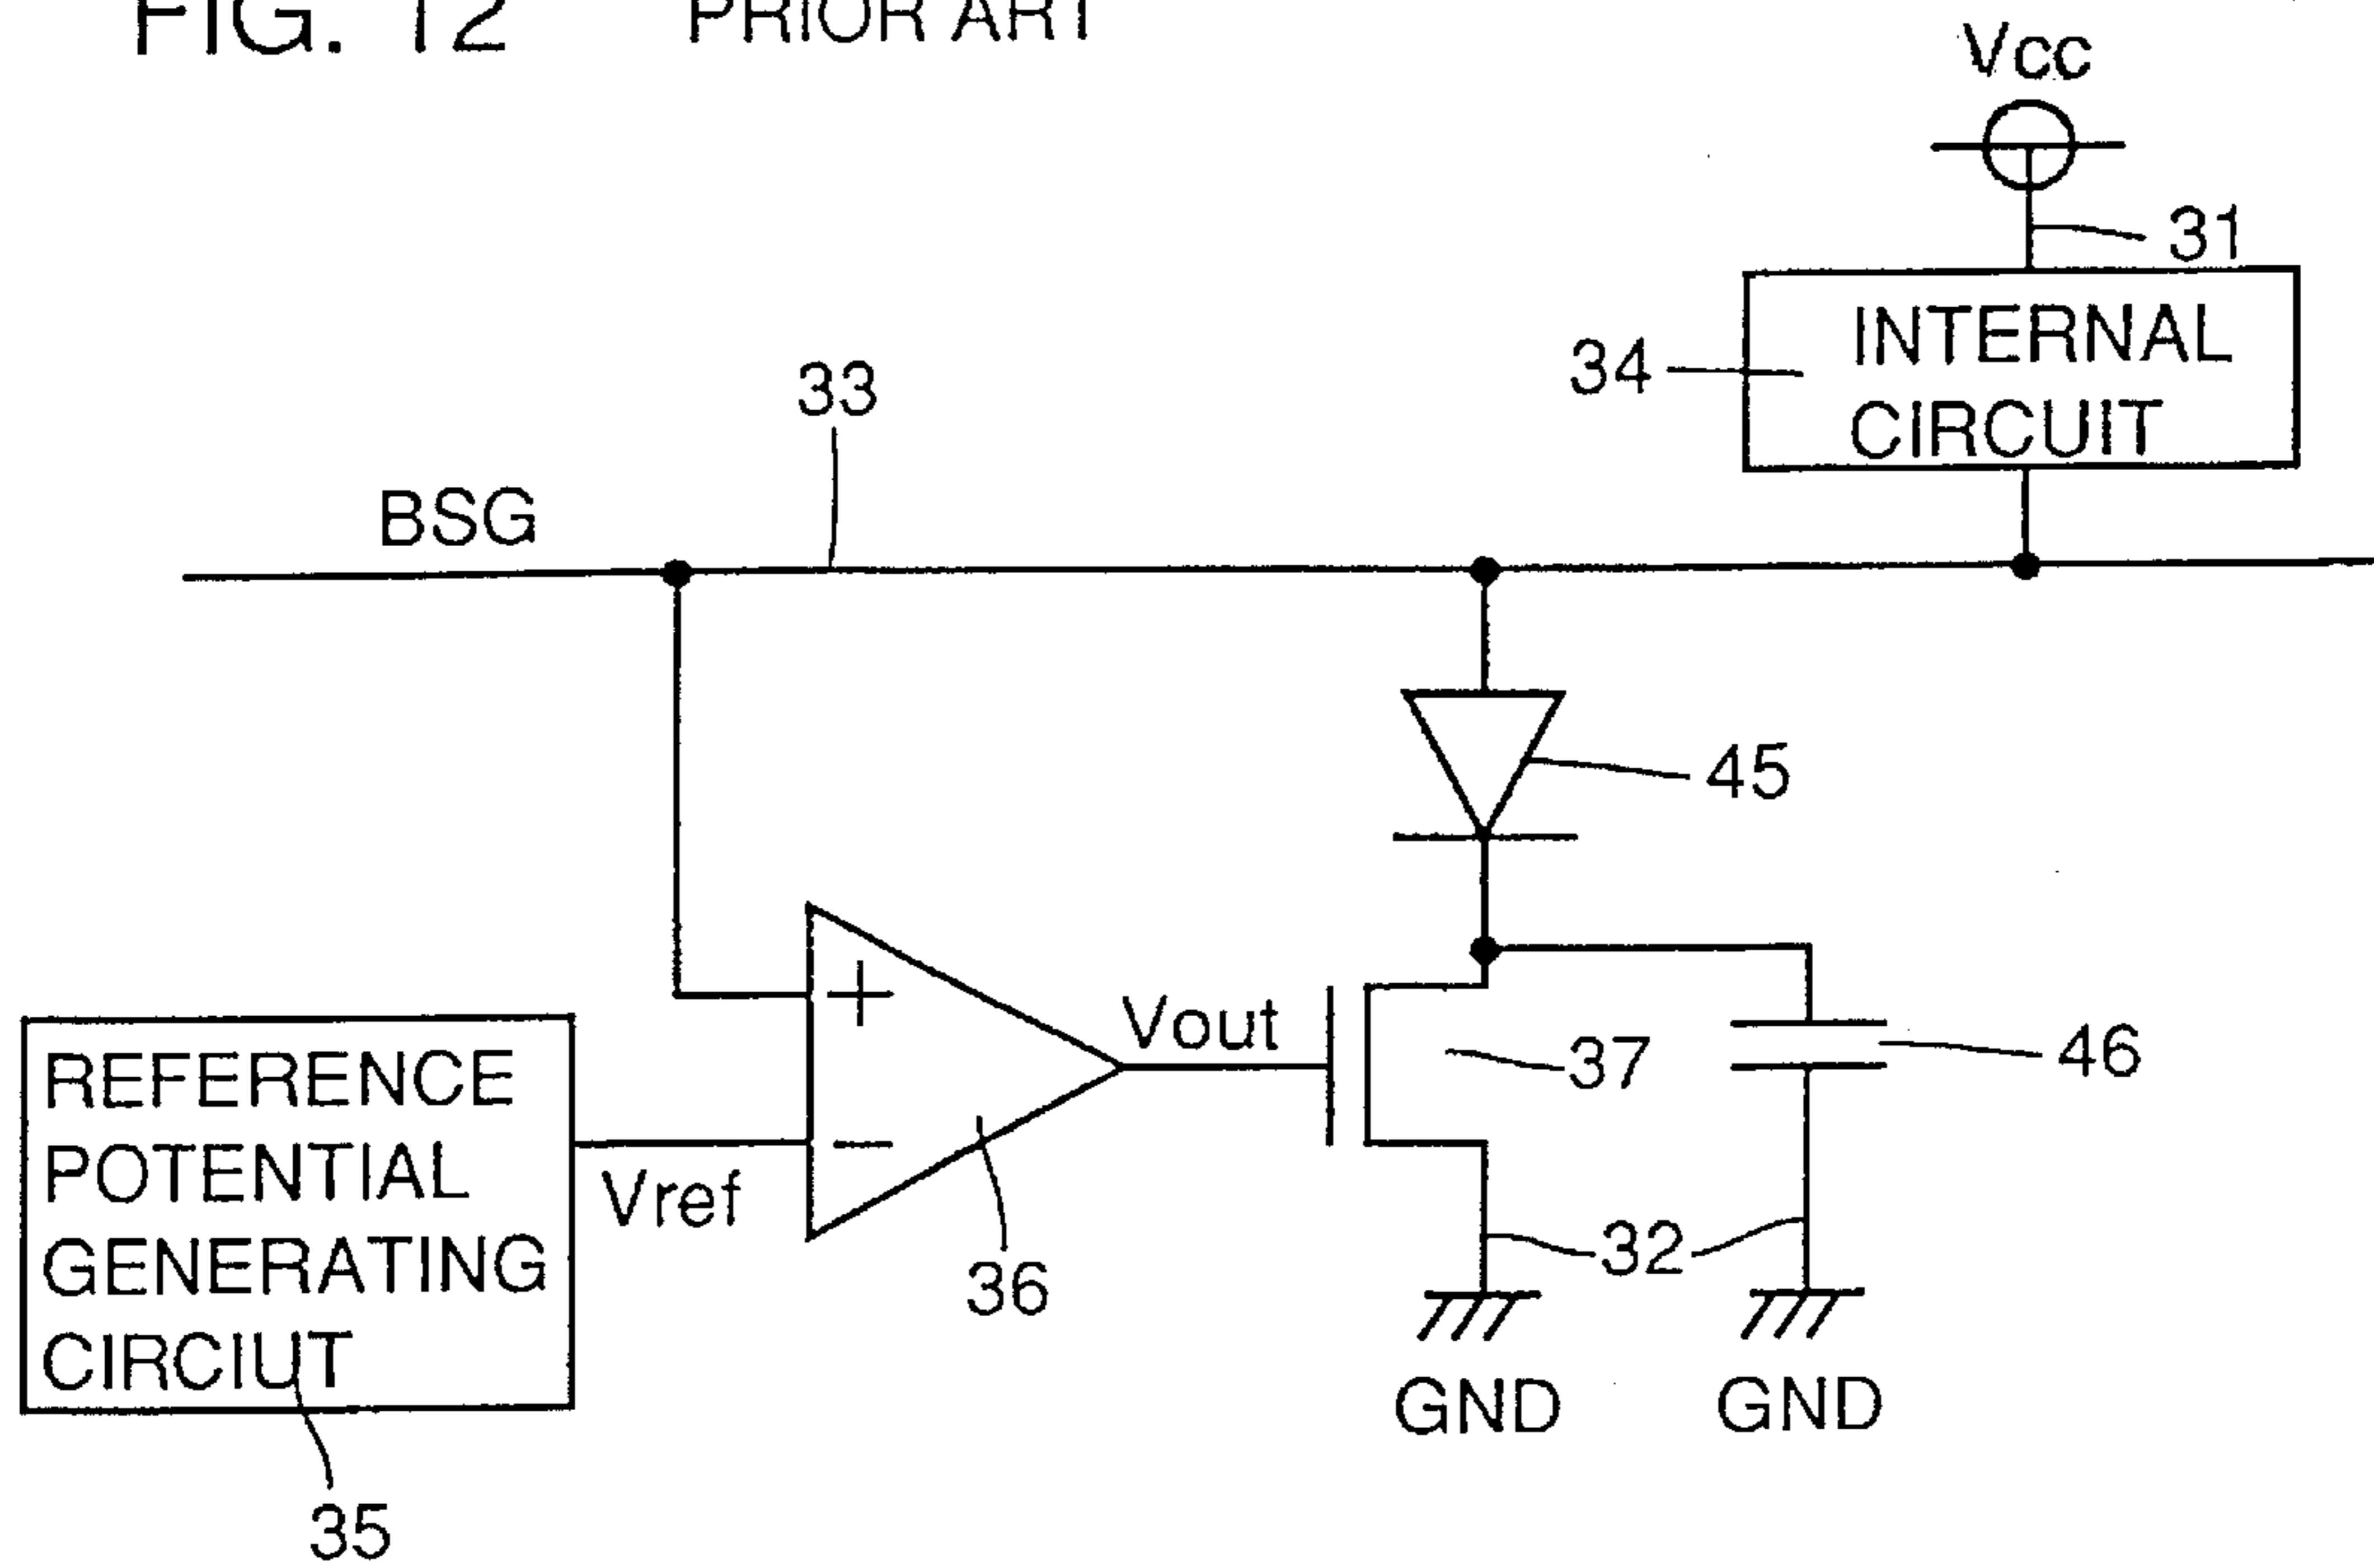 FIG. 12 PRIOR ART
Vcc
31
INTERNAL
CIRCUIT
34
33
BSG
45
Vout
37
46
REFERENCE
POTENTIAL
GENERATING
CIRCIUT
Vref
36
32
GND GND
35